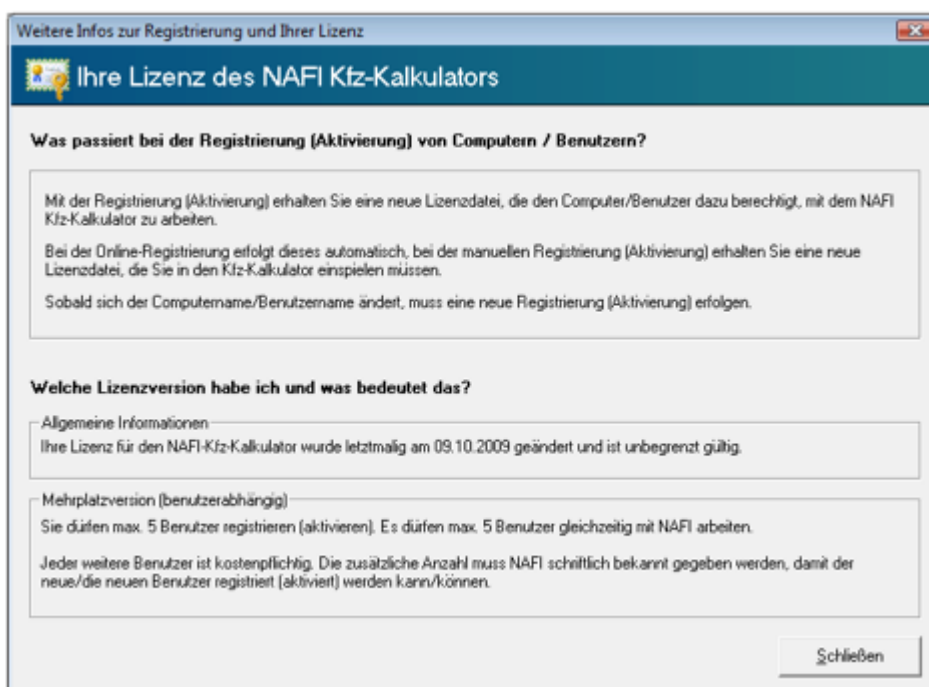 Weitere Infos zur Registrierung und Ihrer Lizenz
Ihre Lizenz des NAFI Kfz-Kalkulators
Was passiert bei der Registrierung (Aktivierung) von Computern / Benutzern?
Mit der Registrierung (Aktivierung) erhalten Sie eine neue Lizenzdatei, die den Computer/Benutzer dazu berechtigt, mit dem NAFI
Kfz-Kalkulator zu arbeiten.
Bei der Online-Registrierung erfolgt dieses automatisch, bei der manuellen Registrierung (Aktivierung) erhalten Sie eine neue
Lizenzdatei, die Sie in den Kfz-Kalkulator einspielen müssen.
Sobald sich der Computername/Benutzername ändert, muss eine neue Registrierung (Aktivierung) erfolgen.
Welche Lizenzversion habe ich und was bedeutet das?
Allgemeine Informationen
Ihre Lizenz für den NAFI-Kfz-Kalkulator wurde letztmalig am 09.10.2009 geändert und ist unbegrenzt gültig.
Mehrplatzversion (benutzerabhängig)
Sie dürfen max. 5 Benutzer registrieren (aktivieren). Es dürfen max. 5 Benutzer gleichzeitig mit NAFI arbeiten.
Jeder weitere Benutzer ist kostenpflichtig. Die zusätzliche Anzahl muss NAFI schriftlich bekannt gegeben werden, damit der
neue/die neuen Benutzer registriert (aktiviert) werden kann/können.
Schließen